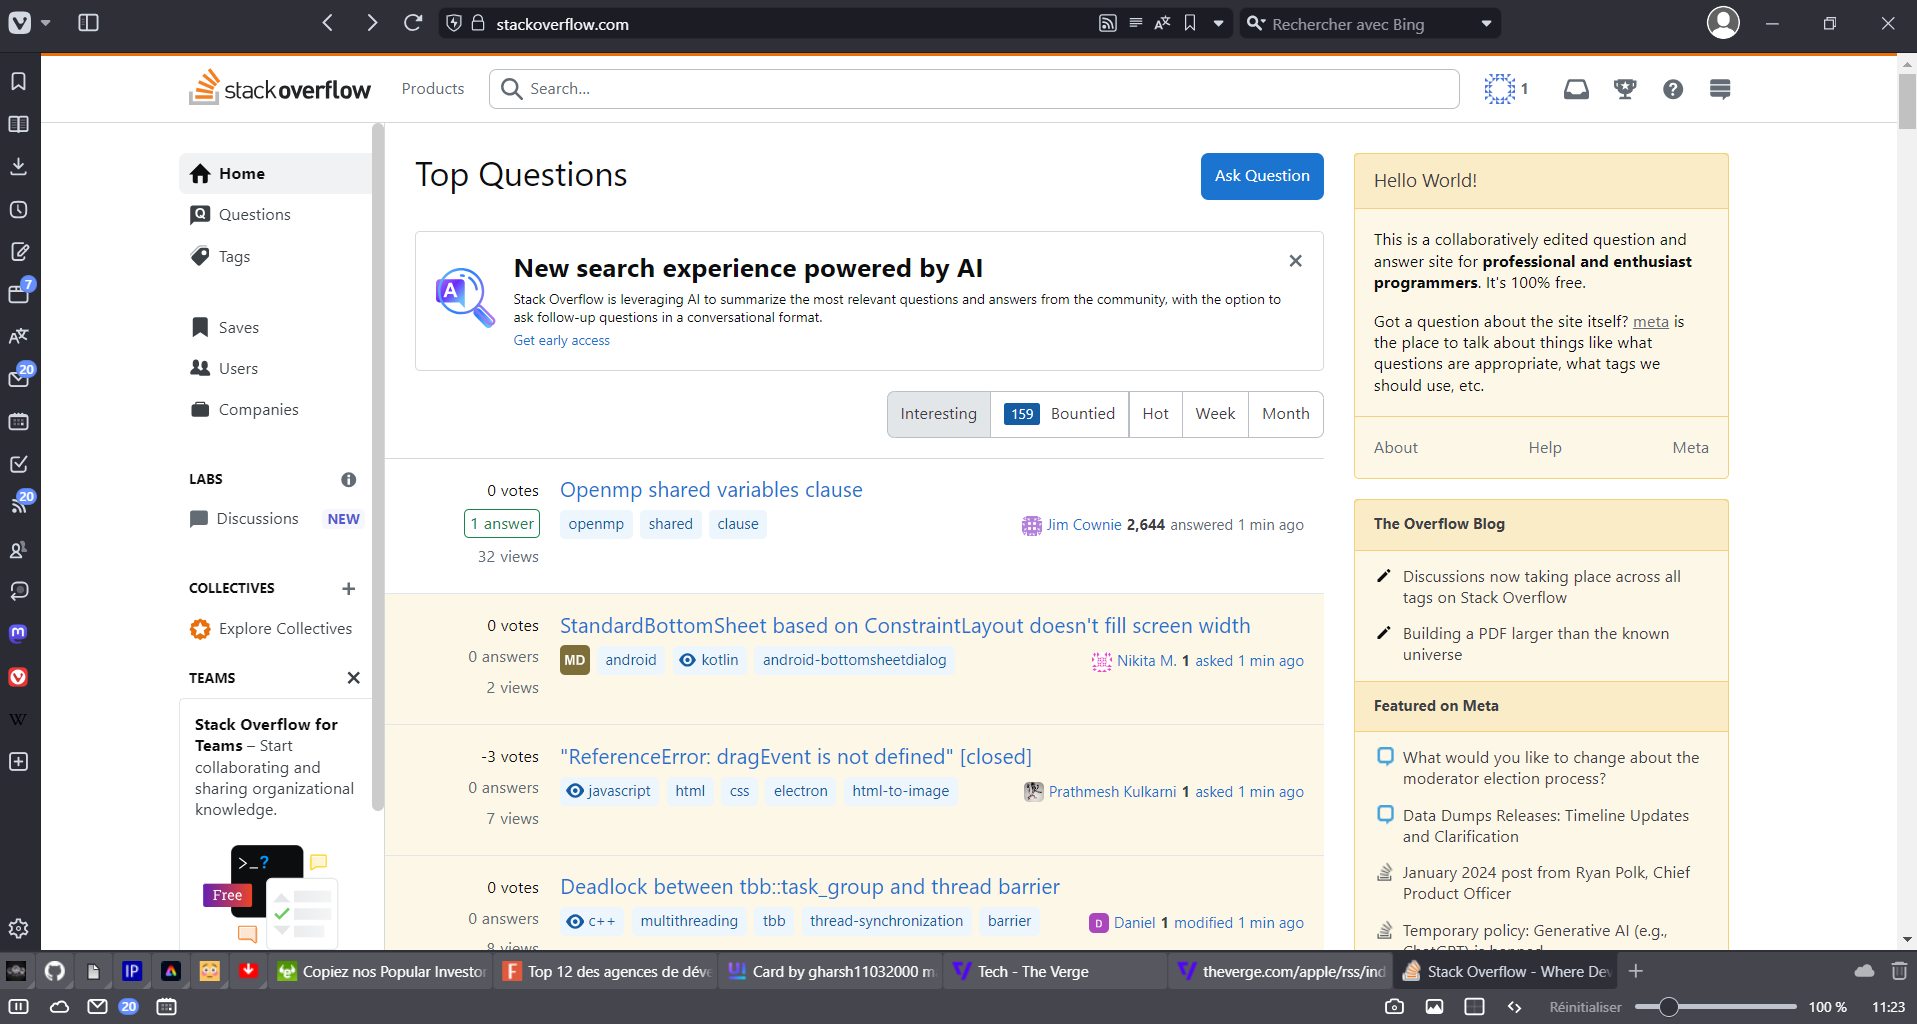 stackoverflow.com
Rechercher avec Bing
stackoverflow
Products
Search...
1
Home
Questions
Tags
Saves
Users
Companies
LABS
Discussions
NEW
COLLECTIVES
Explore Collectives
TEAMS
Stack Overflow for
Teams – Start
collaborating and
sharing organizational
knowledge.
>_?
Free
7
20
20
Top Questions
Ask Question
New search experience powered by AI
Stack Overflow is leveraging AI to summarize the most relevant questions and answers from the community, with the option to
ask follow-up questions in a conversational format.
Get early access
Interesting
159 Bountied
Hot
Week
Month
0 votes
1 answer
32 views
Openmp shared variables clause
openmp shared clause
Jim Cownie 2,644 answered 1 min ago
0 votes
0 answers
2 views
StandardBottomSheet based on ConstraintLayout doesn't fill screen width
MD android kotlin android-bottomsheetdialog
Nikita M. 1 asked 1 min ago
-3 votes
0 answers
7 views
"ReferenceError: dragEvent is not defined" [closed]
javascript html css electron html-to-image
Prathmesh Kulkarni 1 asked 1 min ago
0 votes
0 answers
8 views
Deadlock between tbb::task_group and thread barrier
c++ multithreading tbb thread-synchronization barrier
D Daniel 1 modified 1 min ago
Hello World!
This is a collaboratively edited question and
answer site for professional and enthusiast
programmers. It's 100% free.
Got a question about the site itself? meta is
the place to talk about things like what
questions are appropriate, what tags we
should use, etc.
About
Help
Meta
The Overflow Blog
Discussions now taking place across all
tags on Stack Overflow
Building a PDF larger than the known
universe
Featured on Meta
What would you like to change about the
moderator election process?
Data Dumps Releases: Timeline Updates
and Clarification
January 2024 post from Ryan Polk, Chief
Product Officer
Temporary policy: Generative AI (e.g.,
ChatGPT) is banned
IP
Copiez nos Popular Investor
Top 12 des agences de déve
Card by gharsh11032000 m
Tech - The Verge
theverge.com/apple/rss/ind
Stack Overflow - Where Dev
20
Réinitialiser
100 %
11:23